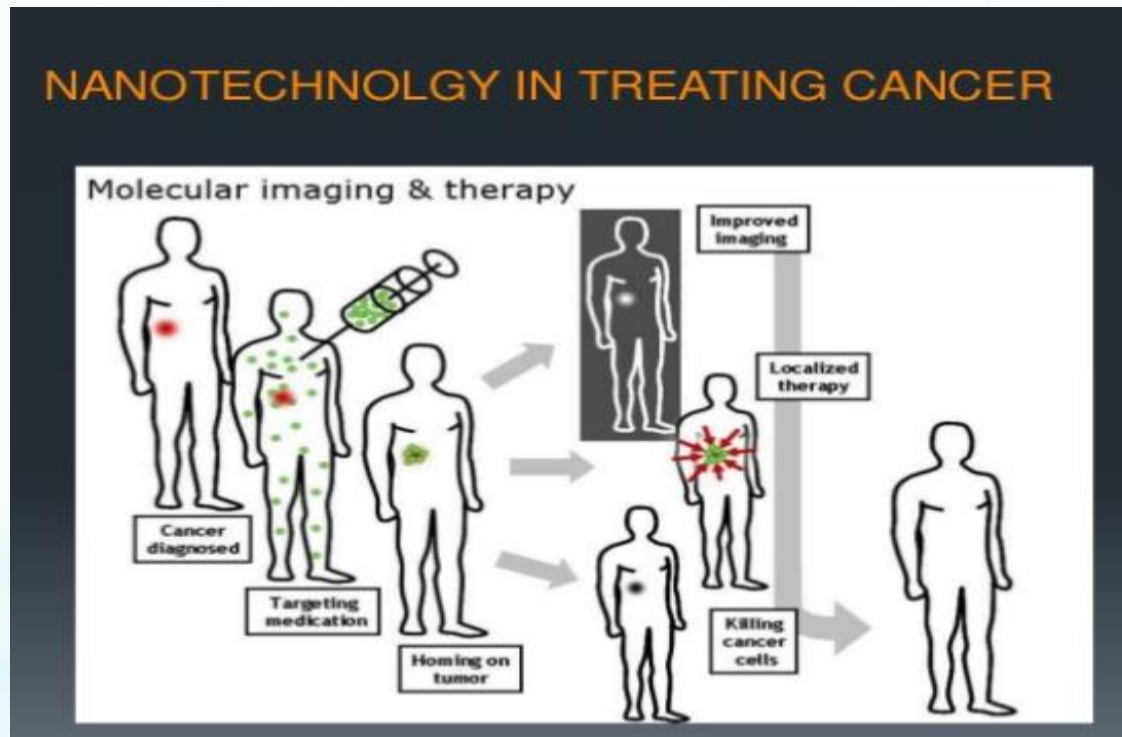 NANOTECHNOLGY IN TREATING CANCER
Molecular imaging & therapy
Improved
imaging
Localized
therapy
Cancer
diagnosed
Targeting
medication
Homing on
tumor
Killing
cancer
cells